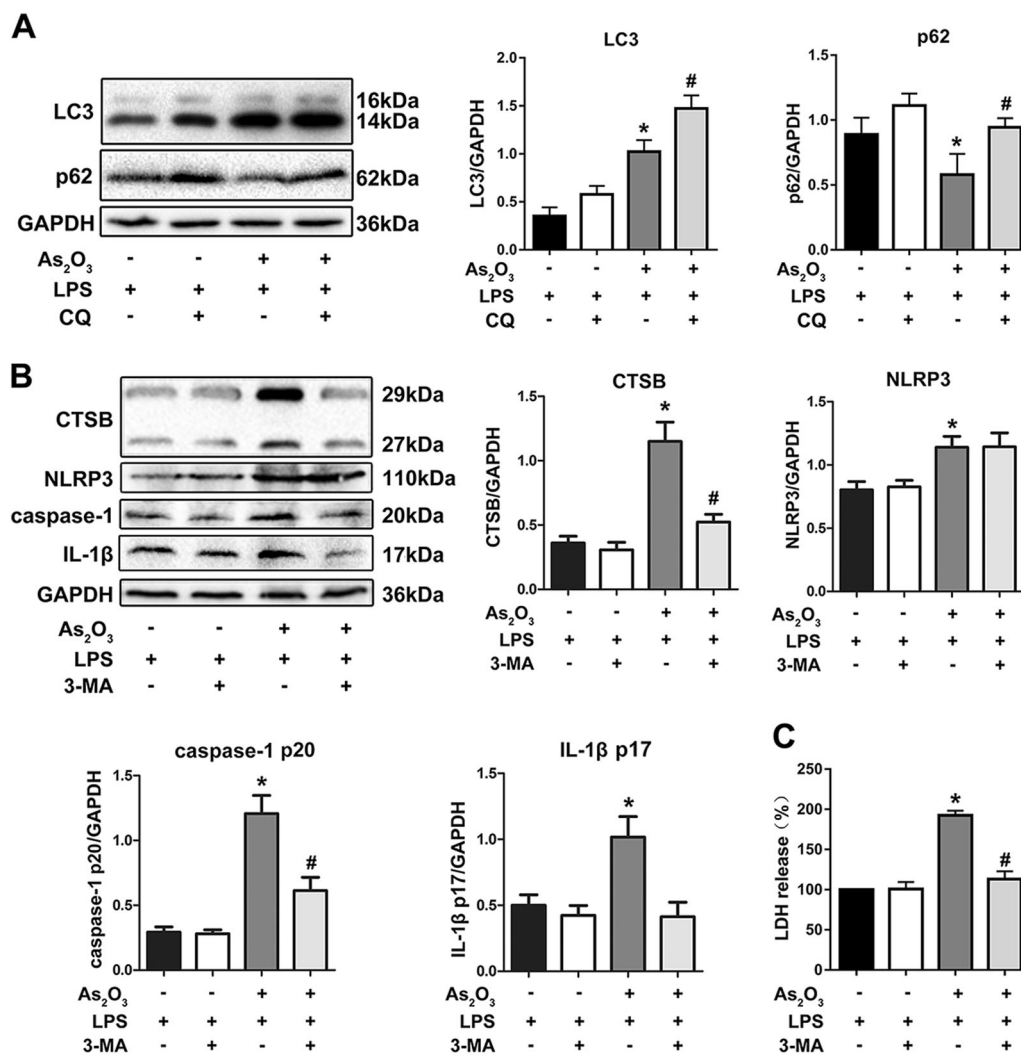 A
LC3
16kDa
14kDa
p62
62kDa
GAPDH
36kDa
As₂O₃ - - + +
LPS + + + +
CQ - + - +
LC3
LC3/GAPDH
2.0
1.5
1.0
0.5
0.0
*
#
As₂O₃ - - + +
LPS + + + +
CQ - + - +
p62
p62/GAPDH
1.5
1.0
0.5
0.0
*
#
As₂O₃ - - + +
LPS + + + +
CQ - + - +
B
CTSB
29kDa
27kDa
NLRP3
110kDa
caspase-1
20kDa
IL-1β
17kDa
GAPDH
36kDa
As₂O₃ - - + +
LPS + + + +
3-MA - + - +
CTSB
CTSB/GAPDH
1.5
1.0
0.5
0.0
*
#
As₂O₃ - - + +
LPS + + + +
3-MA - + - +
NLRP3
NLRP3/GAPDH
1.5
1.0
0.5
0.0
*
As₂O₃ - - + +
LPS + + + +
3-MA - + - +
caspase-1 p20
caspase-1 p20/GAPDH
1.5
1.0
0.5
0.0
*
#
As₂O₃ - - + +
LPS + + + +
3-MA - + - +
IL-1β p17
IL-1β p17/GAPDH
1.5
1.0
0.5
0.0
*
As₂O₃ - - + +
LPS + + + +
3-MA - + - +
C
LDH release（%）
250
200
150
100
50
0
*
#
As₂O₃ - - + +
LPS + + + +
3-MA - + - +